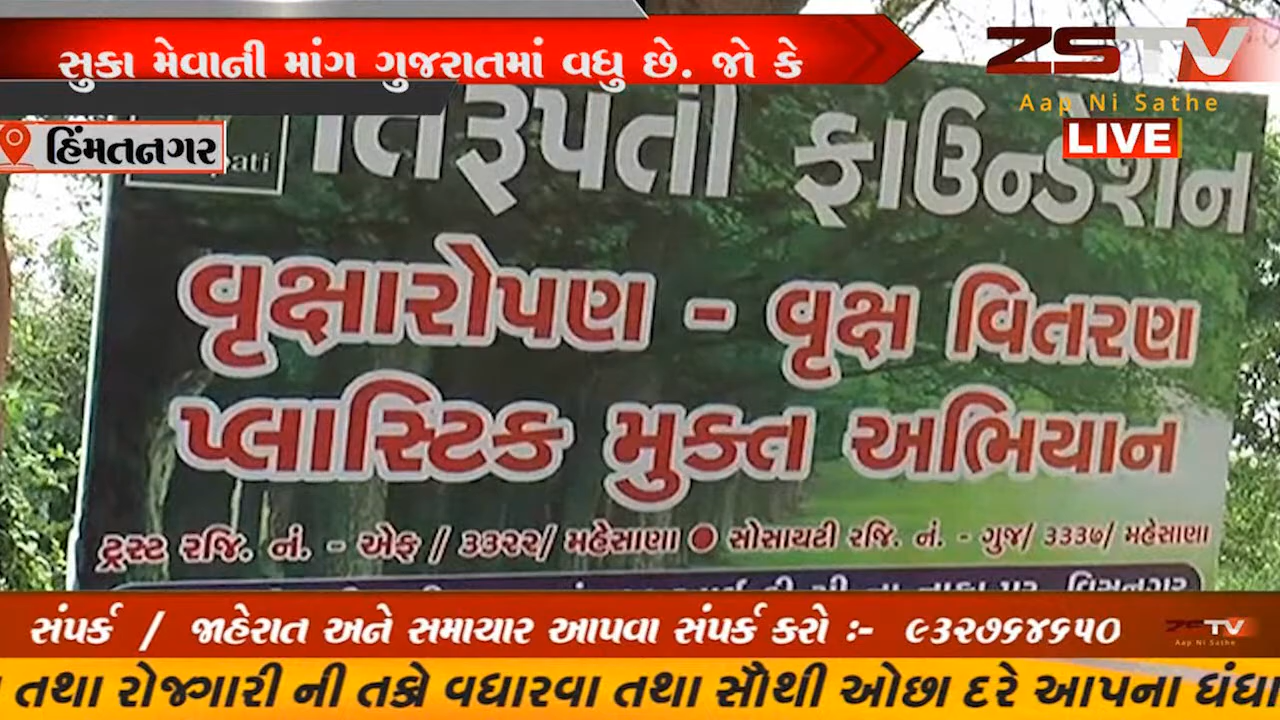 સુકા મેવાની માંગ ગુજરાતમાં વધુ છે. જો કે
ZSTV
Aap Ni Sathe
LIVE
હિંમતનગર
તિરૂપતી ફાઉન્ડેશન
વૃક્ષારોપણ - વૃક્ષ વિતરણ
પ્લાસ્ટિક મુક્ત અભિયાન
ટ્રસ્ટ રજિ. નં. - એફ / ૩૩૨૨/ મહેસાણા ● સોસાયટી રજિ. નં. - ગુજ/ ૩૩૩૭/ મહેસાણા
વિસનગર
સંપર્ક / જાહેરાત અને સમાચાર આપવા સંપર્ક કરો :- ૯૩૨૭૬૪૬૫૦
ZSTV
Aap Ni Sathe
તથા રોજગારી ની તકો વધારવા તથા સૌથી ઓછા દરે આપના ધંધા